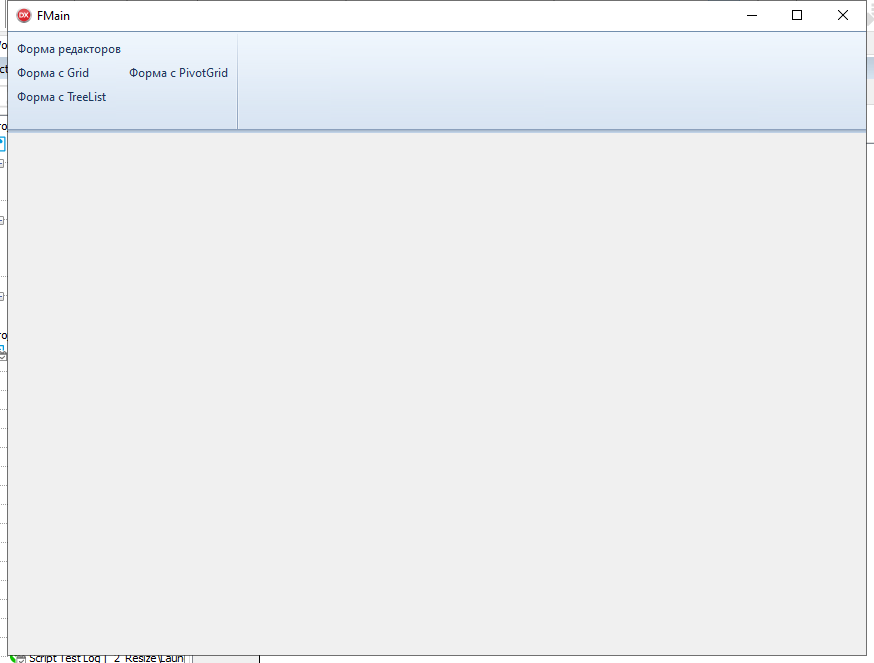 FMain
Форма редакторов
Форма с Grid
Форма с PivotGrid
Форма с TreeList
Script Test Log [ 2 Resize\Laun